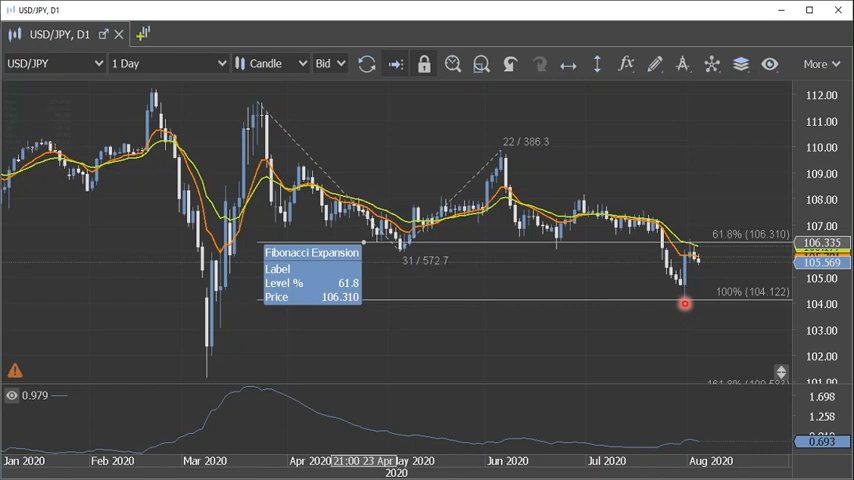 USD/JPY, D1
USD/JPY, D1
USD/JPY
1 Day
Candle
Bid
More
112.00
111.00
110.00
109.00
108.00
107.00
106.335
105.569
105.00
104.00
103.00
102.00
101.00
22 / 386.3
31 / 572.7
61.8% (106.310)
100% (104.122)
Fibonacci Expansion
Label
Level % 61.8
Price 106.310
0.979
1.698
1.258
0.693
Jan 2020
Feb 2020
Mar 2020
Apr 2020
21:00 23 Apr
May 2020
Jun 2020
Jul 2020
Aug 2020
2020